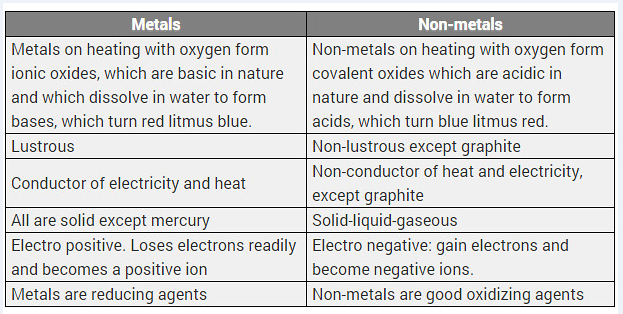 Metals
Non-metals
Metals on heating with oxygen form
ionic oxides, which are basic in nature
and which dissolve in water to form
bases, which turn red litmus blue.
Non-metals on heating with oxygen form
covalent oxides which are acidic in
nature and dissolve in water to form
acids, which turn blue litmus red.
Lustrous
Non-lustrous except graphite
Conductor of electricity and heat
Non-conductor of heat and electricity,
except graphite
All are solid except mercury
Solid-liquid-gaseous
Electro positive. Loses electrons readily
and becomes a positive ion
Electro negative: gain electrons and
become negative ions.
Metals are reducing agents
Non-metals are good oxidizing agents